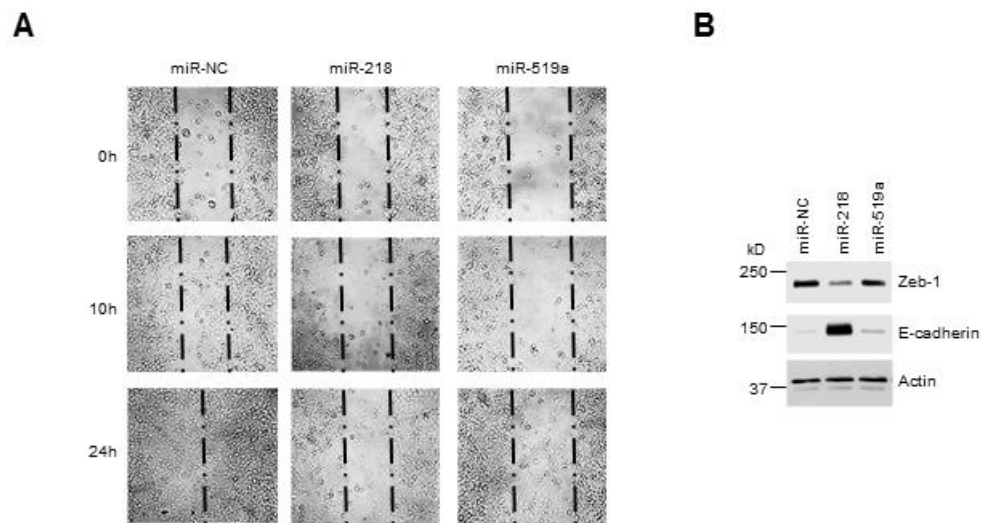 A
B
miR-NC miR-218 miR-519a
0h
10h
24h
miR-NC
miR-218
miR-519a
kD
250
Zeb-1
150
E-cadherin
37
Actin